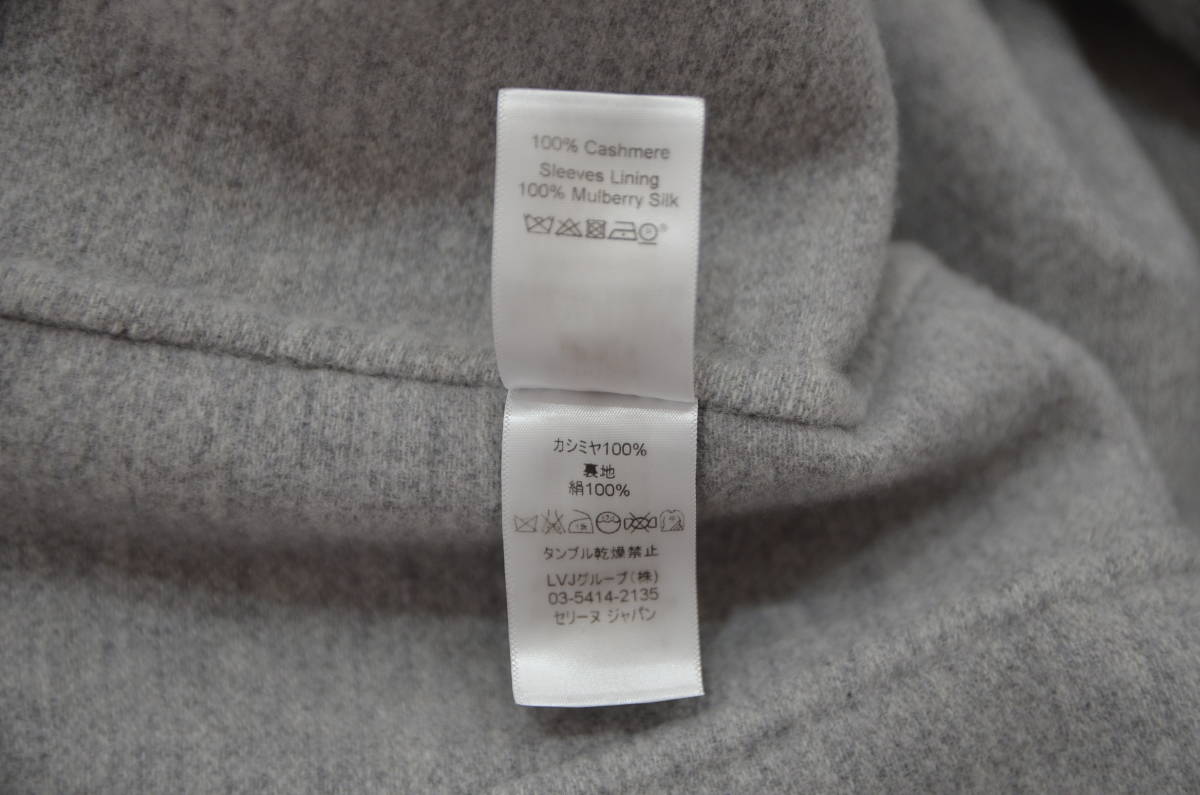 100% Cashmere
Sleeves Lining
100% Mulberry Silk
カシミヤ100%
裏地
絹100%
タンブル乾燥禁止
LVJグループ(株)
03-5414-2135
セリーヌ ジャパン